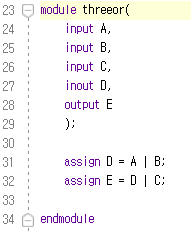 23 module threeor(
24 input A,
25 input B,
26 input C,
27 inout D,
28 output E
29 );
30
31 assign D = A | B;
32 assign E = D | C;
33
34 endmodule